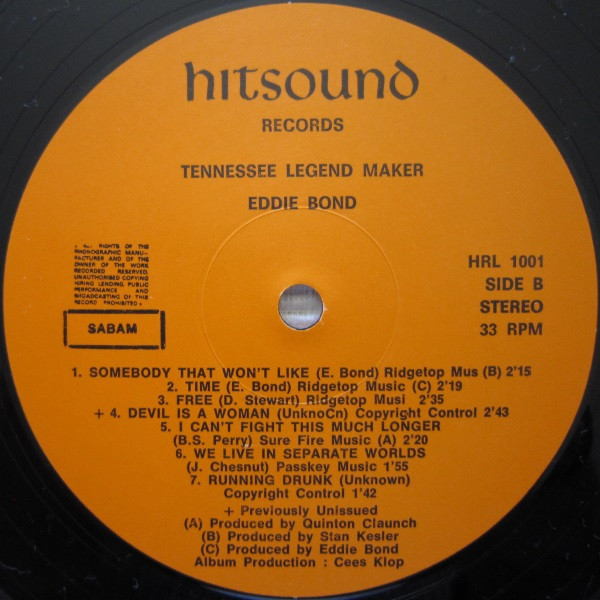 hitsound
RECORDS
TENNESSEE LEGEND MAKER
EDDIE BOND
RIGHTS OF THE
PHONOGRAPHIC MANU-
FACTURER AND OF THE
OWNER OF THE WORK
RECORDED RESERVED.
UNAUTHORISED COPYING
HIRING LENDING PUBLIC
PERFORMANCE AND
BROADCASTING OF THIS
RECORD PROHIBITED
SABAM
HRL 1001
SIDE B
STEREO
33 RPM
1. SOMEBODY THAT WON'T LIKE (E. Bond) Ridgetop Mus (B) 2'15
2. TIME (E. Bond) Ridgetop Music (C) 2'19
3. FREE (D. Stewart) Ridgetop Musi 2'35
+ 4. DEVIL IS A WOMAN (UnknoCn) Copyright Control 2'43
5. I CAN'T FIGHT THIS MUCH LONGER
(B.S. Perry) Sure Fire Music (A) 2'20
6. WE LIVE IN SEPARATE WORLDS
(J. Chesnut) Passkey Music 1'55
7. RUNNING DRUNK (Unknown)
Copyright Control 1'42
+ Previously Unissued
(A) Produced by Quinton Claunch
(B) Produced by Stan Kesler
(C) Produced by Eddie Bond
Album Production : Cees Klop